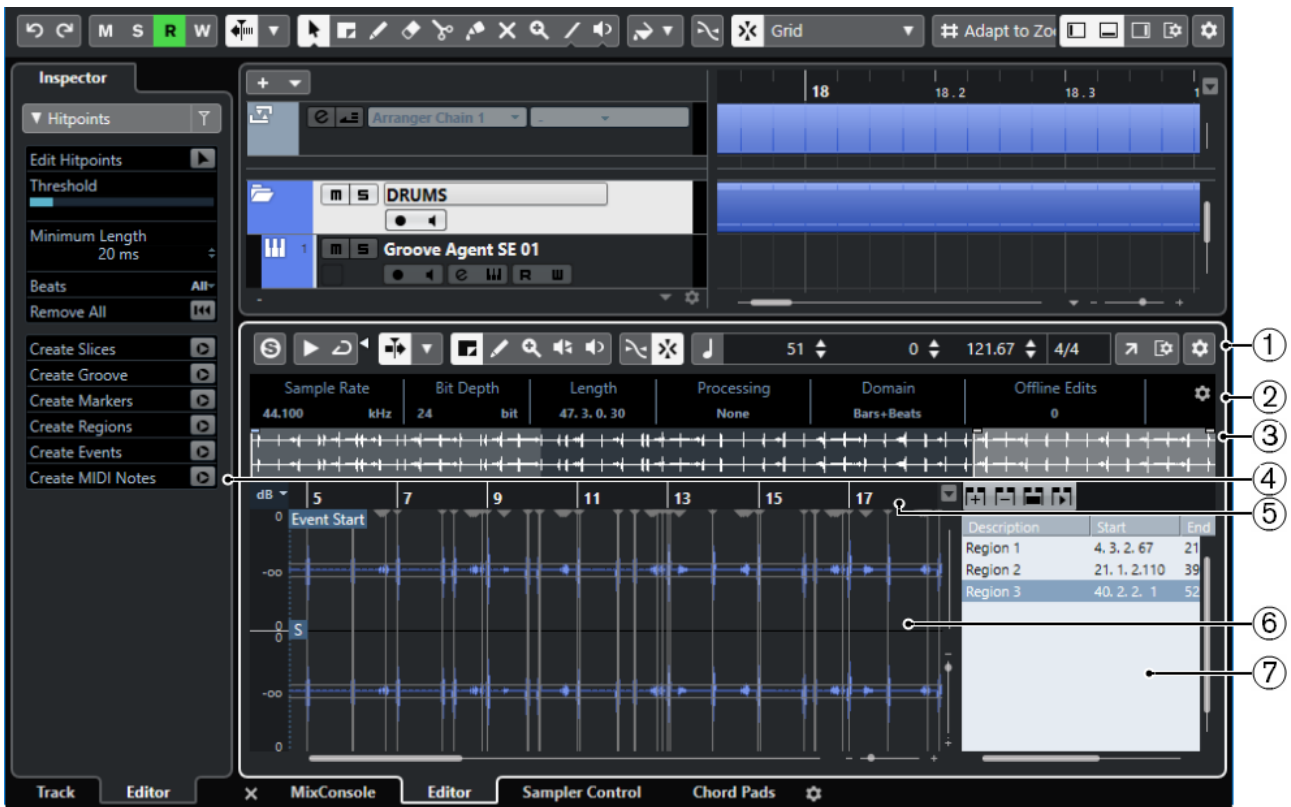 M S R W Grid Adapt to Zo
Inspector
Hitpoints
Edit Hitpoints
Threshold
Minimum Length
20 ms
Beats All
Remove All
Create Slices
Create Groove
Create Markers
Create Regions
Create Events
Create MIDI Notes
18 18.2 18.3 1
e Arranger Chain 1 -
m S DRUMS
1 m S Groove Agent SE 01
e R W
-
51 0 121.67 4/4
Sample Rate Bit Depth Length Processing Domain Offline Edits
44.100 kHz 24 bit 47. 3. 0. 30 None Bars+Beats 0
dB 5 7 9 11 13 15 17
0 Event Start
-oo
0
0 S
-oo
0
Description Start End
Region 1 4. 3. 2. 67 21
Region 2 21. 1. 2.110 39
Region 3 40. 2. 2. 1 52
1
2
3
4
5
6
7
Track Editor MixConsole Editor Sampler Control Chord Pads